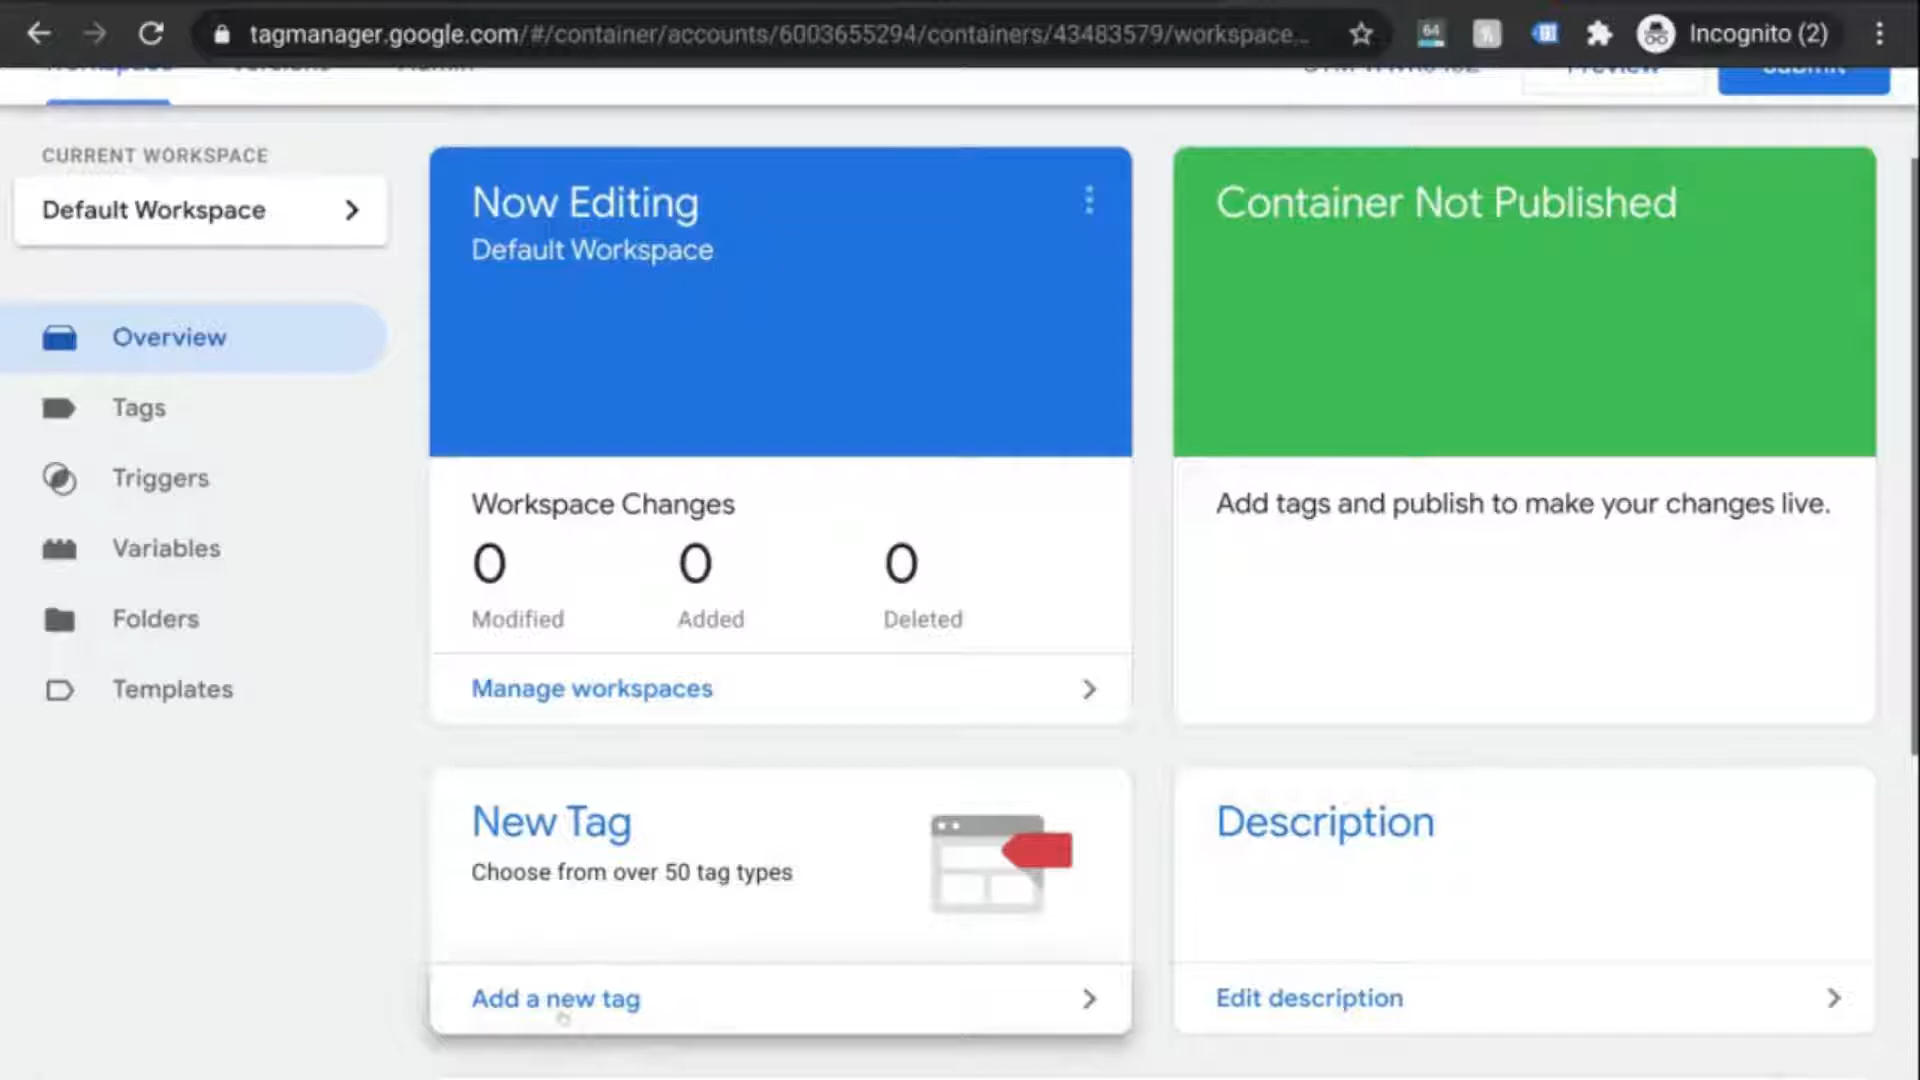 tagmanager.google.com/#/container/accounts/6003655294/containers/43483579/workspace...
64
Incognito (2)
CURRENT WORKSPACE
Default Workspace
Overview
Tags
Triggers
Variables
Folders
Templates
Now Editing
Default Workspace
Workspace Changes
0 0 0
Modified Added Deleted
Manage workspaces
Container Not Published
Add tags and publish to make your changes live.
New Tag
Choose from over 50 tag types
Add a new tag
Description
Edit description